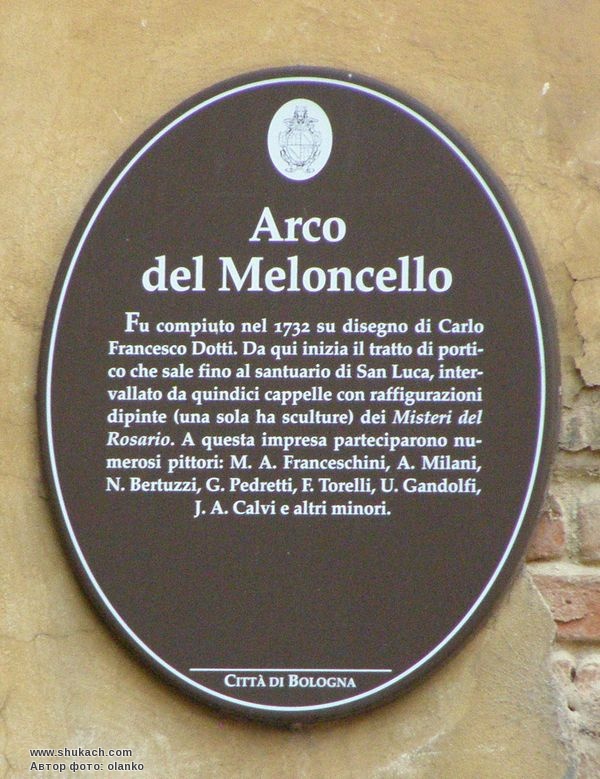 Arco
del Meloncello
Fu compiuto nel 1732 su disegno di Carlo
Francesco Dotti. Da qui inizia il tratto di porti-
co che sale fino al santuario di San Luca, inter-
vallato da quindici cappelle con raffigurazioni
dipinte (una sola ha sculture) dei Misteri del
Rosario. A questa impresa parteciparono nu-
merosi pittori: M. A. Franceschini, A. Milani,
N. Bertuzzi, G. Pedretti, F. Torelli, U. Gandolfi,
J. A. Calvi e altri minori.
Città di Bologna
www.shukach.com
Автор фото: olanko